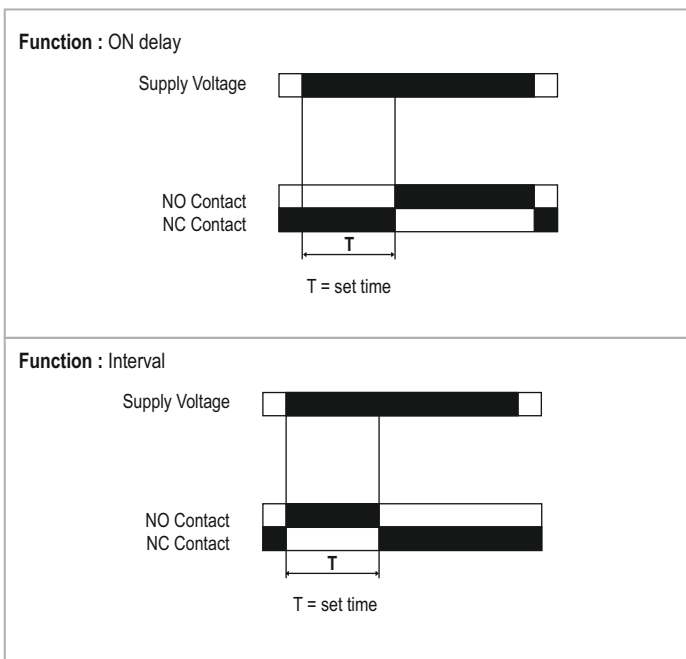 Function : ON delay
Supply Voltage
NO Contact
NC Contact
T
T = set time
Function : Interval
Supply Voltage
NO Contact
NC Contact
T
T = set time